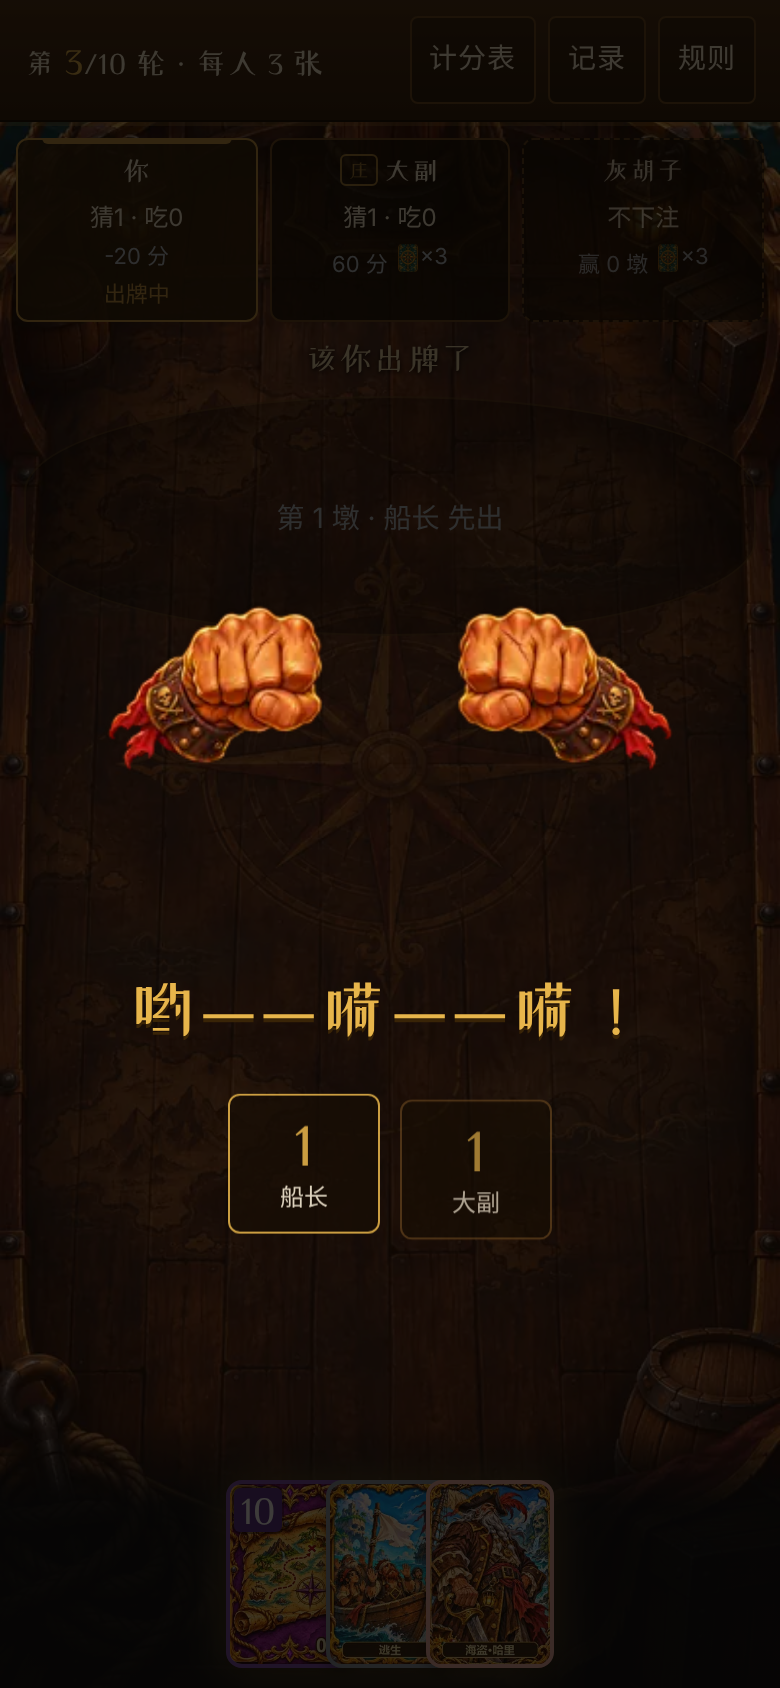 第 3/10 轮 · 每人 3 张
计分表
记录
规则
你
猜1 · 吃0
-20 分
出牌中
庄 大副
猜1 · 吃0
60 分 ×3
灰胡子
不下注
赢 0 墩 ×3
该你出牌了
第 1 墩 · 船长 先出
哟——嗬——嗬！
1
船长
1
大副
10
0
逃生
海盗·哈里